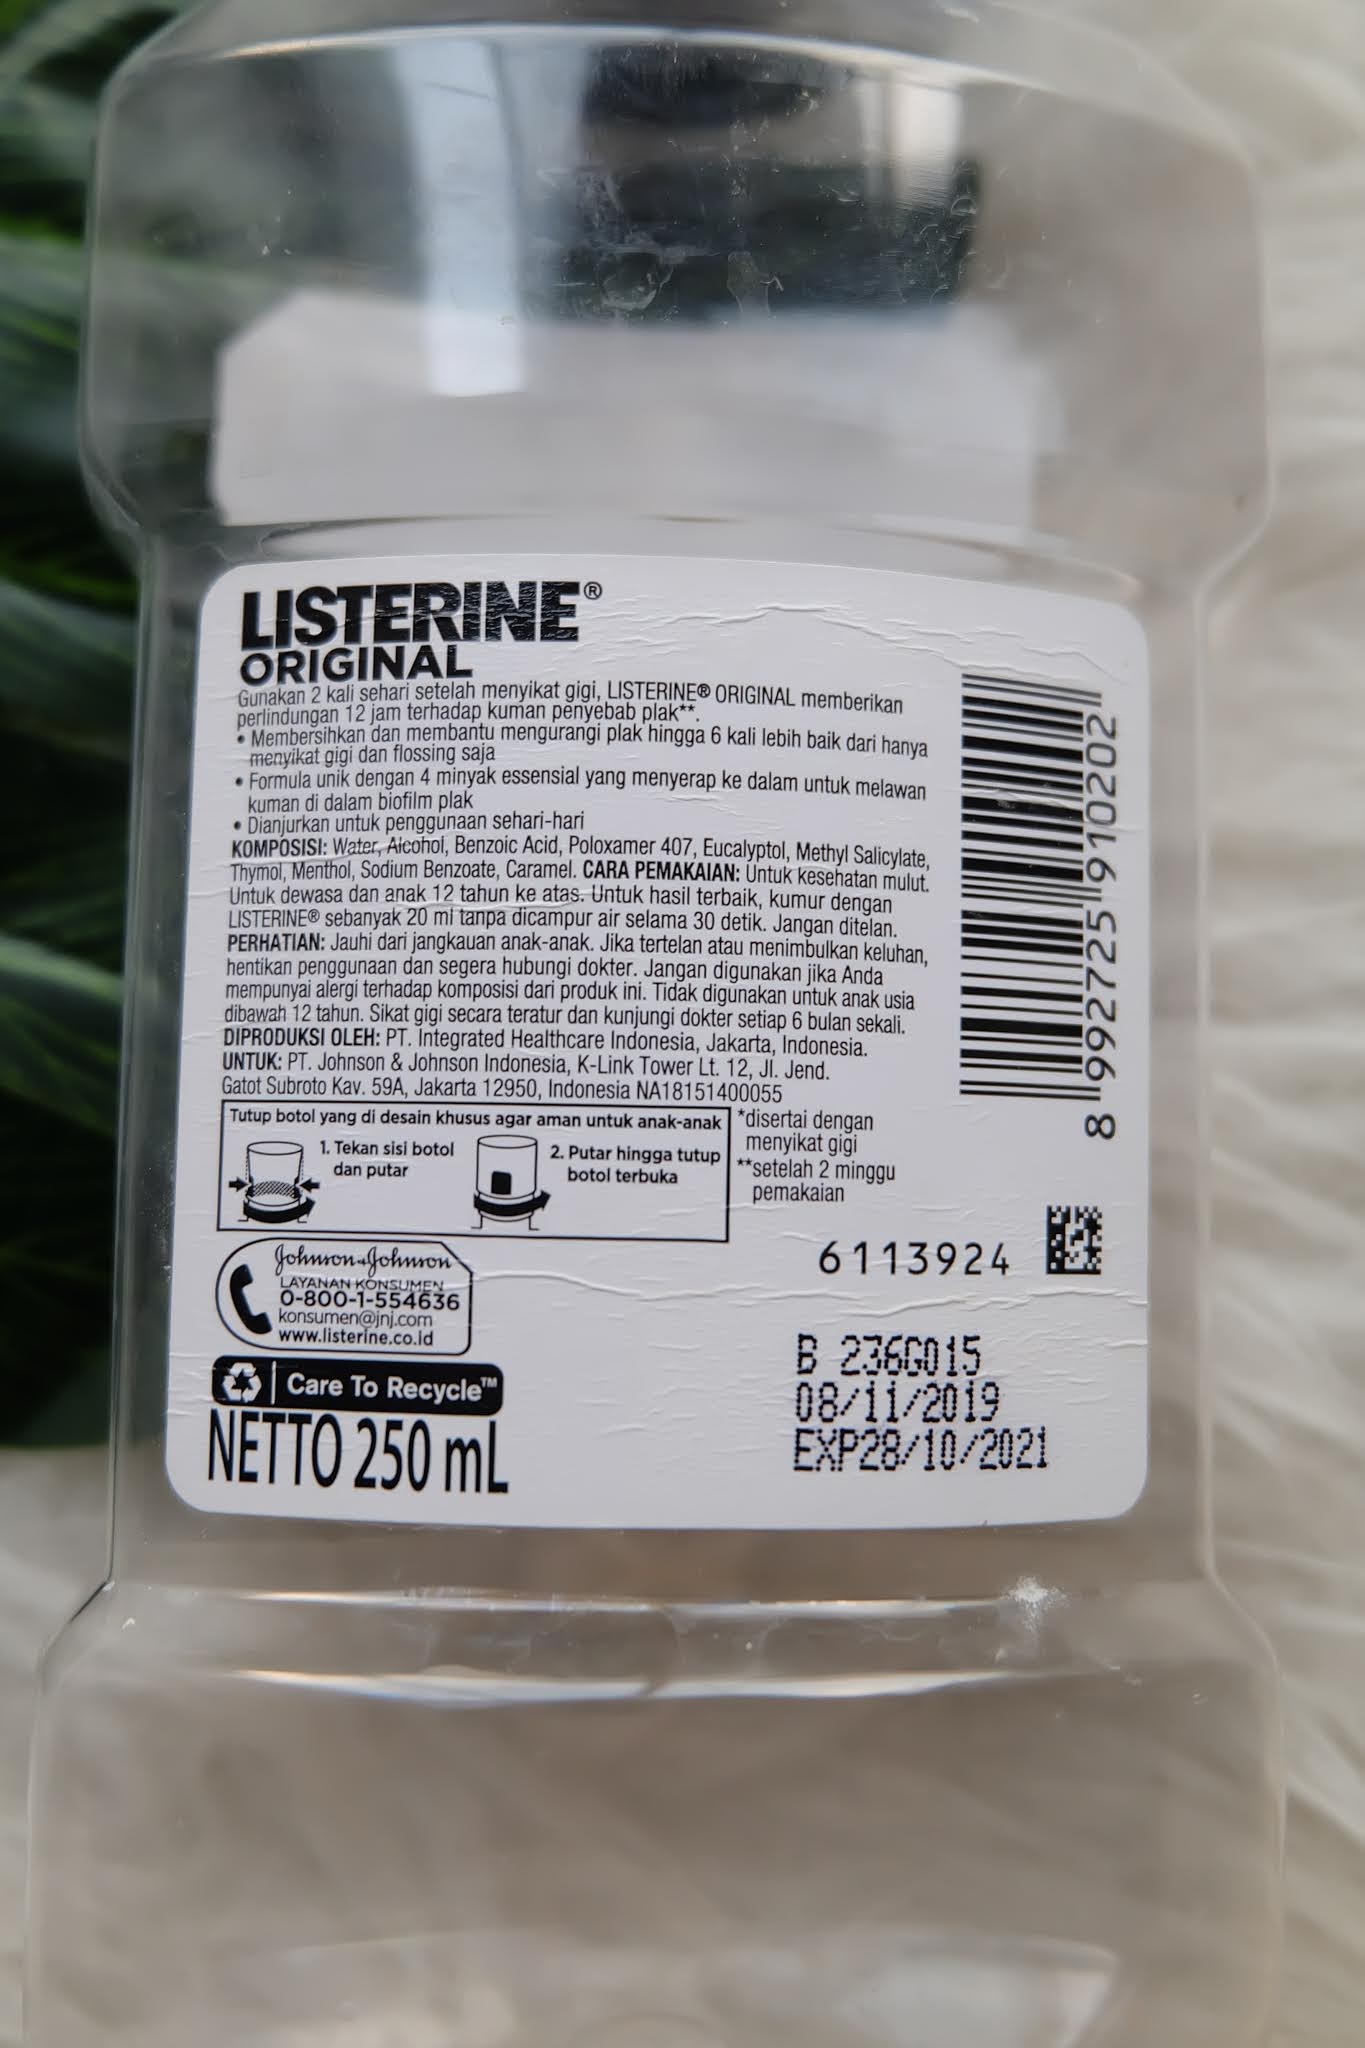 LISTERINE®
ORIGINAL
Gunakan 2 kali sehari setelah menyikat gigi, LISTERINE® ORIGINAL memberikan
perlindungan 12 jam terhadap kuman penyebab plak**.
• Membersihkan dan membantu mengurangi plak hingga 6 kali lebih baik dari hanya
menyikat gigi dan flossing saja
• Formula unik dengan 4 minyak essensial yang menyerap ke dalam untuk melawan
kuman di dalam biofilm plak
• Dianjurkan untuk penggunaan sehari-hari
KOMPOSISI: Water, Alcohol, Benzoic Acid, Poloxamer 407, Eucalyptol, Methyl Salicylate,
Thymol, Menthol, Sodium Benzoate, Caramel. CARA PEMAKAIAN: Untuk kesehatan mulut.
Untuk dewasa dan anak 12 tahun ke atas. Untuk hasil terbaik, kumur dengan
LISTERINE® sebanyak 20 ml tanpa dicampur air selama 30 detik. Jangan ditelan.
PERHATIAN: Jauhi dari jangkauan anak-anak. Jika tertelan atau menimbulkan keluhan,
hentikan penggunaan dan segera hubungi dokter. Jangan digunakan jika Anda
mempunyai alergi terhadap komposisi dari produk ini. Tidak digunakan untuk anak usia
dibawah 12 tahun. Sikat gigi secara teratur dan kunjungi dokter setiap 6 bulan sekali.
DIPRODUKSI OLEH: PT. Integrated Healthcare Indonesia, Jakarta, Indonesia.
UNTUK: PT. Johnson & Johnson Indonesia, K-Link Tower Lt. 12, Jl. Jend.
Gatot Subroto Kav. 59A, Jakarta 12950, Indonesia NA18151400055
Tutup botol yang di desain khusus agar aman untuk anak-anak
1. Tekan sisi botol
dan putar
2. Putar hingga tutup
botol terbuka
*disertai dengan
menyikat gigi
**setelah 2 minggu
pemakaian
8 992725 910202
6113924
Johnson & Johnson
LAYANAN KONSUMEN
0-800-1-554636
konsumen@jnj.com
www.listerine.co.id
Care To Recycle™
NETTO 250 mL
B 236G015
08/11/2019
EXP28/10/2021